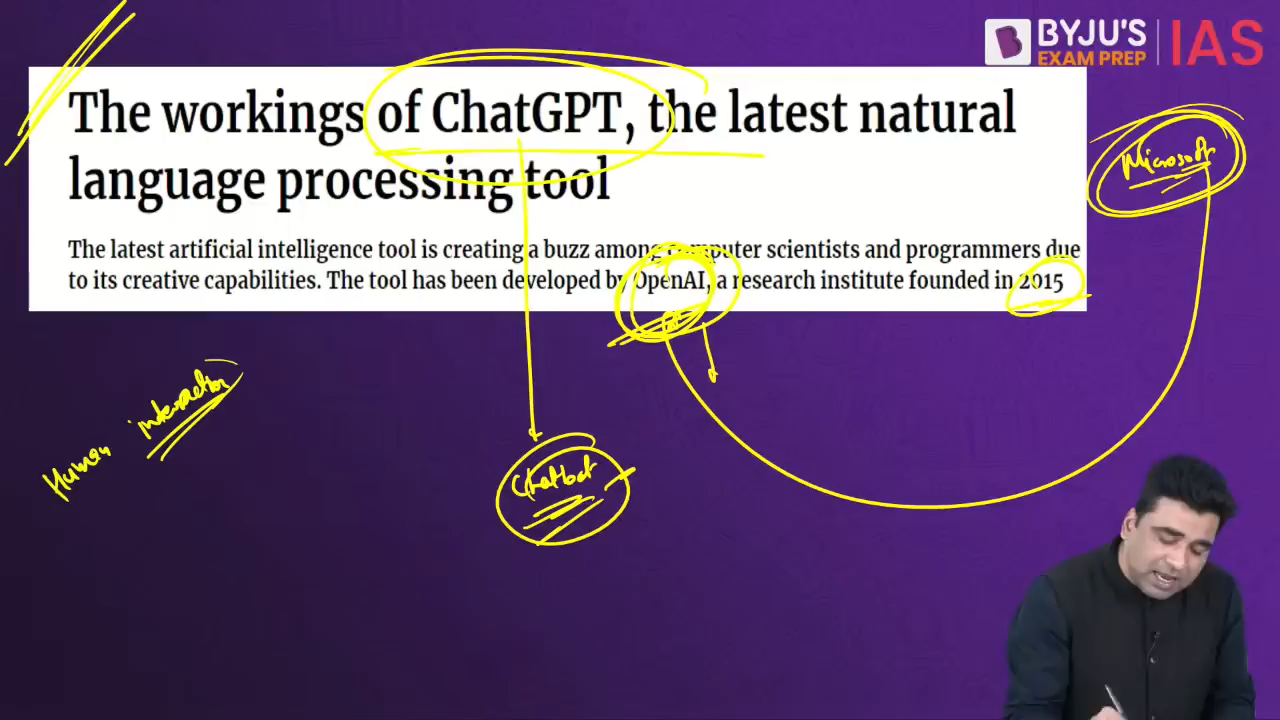 BYJU'S
EXAM PREP
IAS
The workings of ChatGPT, the latest natural
language processing tool
Microsoft
The latest artificial intelligence tool is creating a buzz among computer scientists and programmers due
to its creative capabilities. The tool has been developed by OpenAI, a research institute founded in 2015
Human interaction
Chatbot